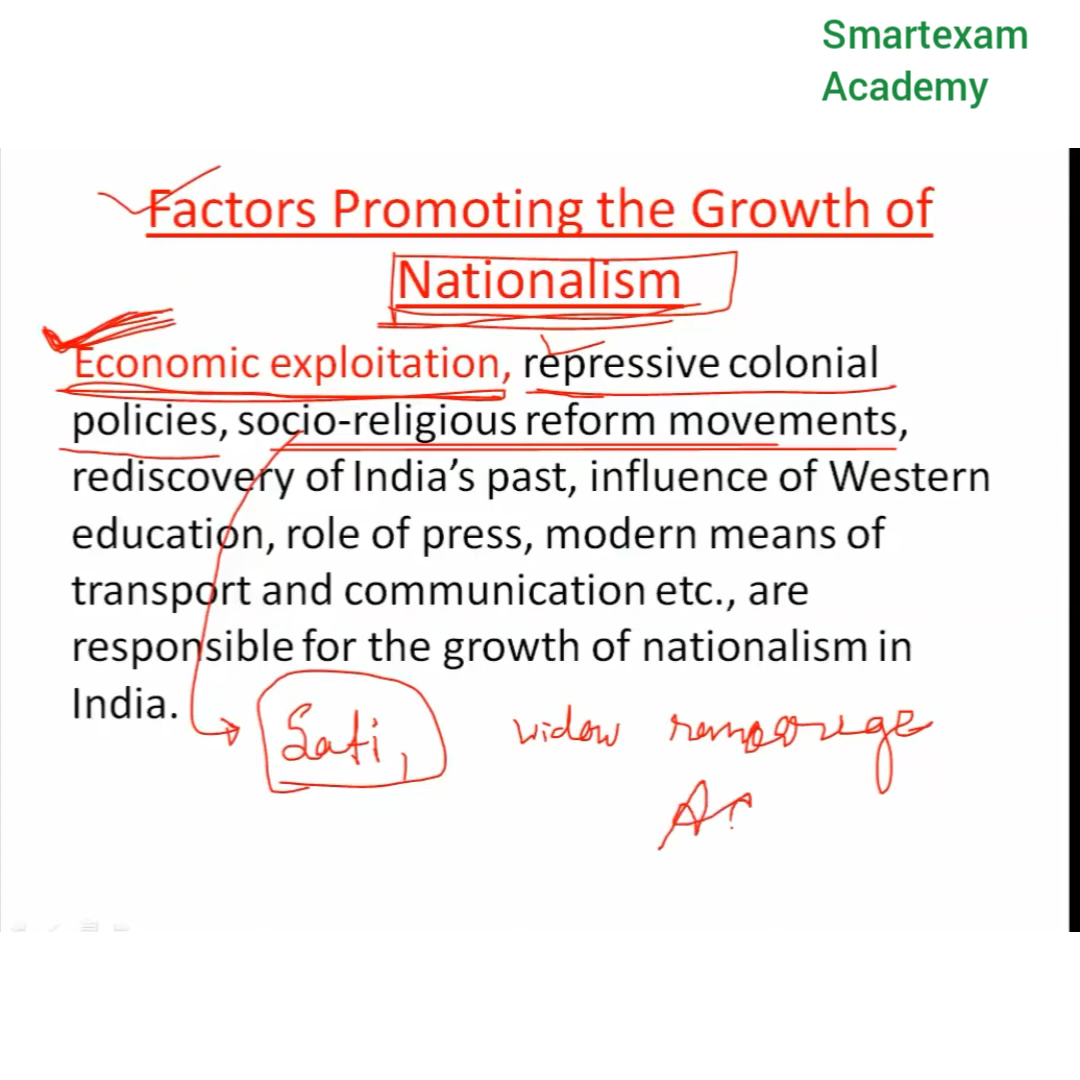 Smartexam
Academy
Factors Promoting the Growth of
Nationalism
Economic exploitation, repressive colonial
policies, socio-religious reform movements,
rediscovery of India’s past, influence of Western
education, role of press, modern means of
transport and communication etc., are
responsible for the growth of nationalism in
India.
Sati, widow